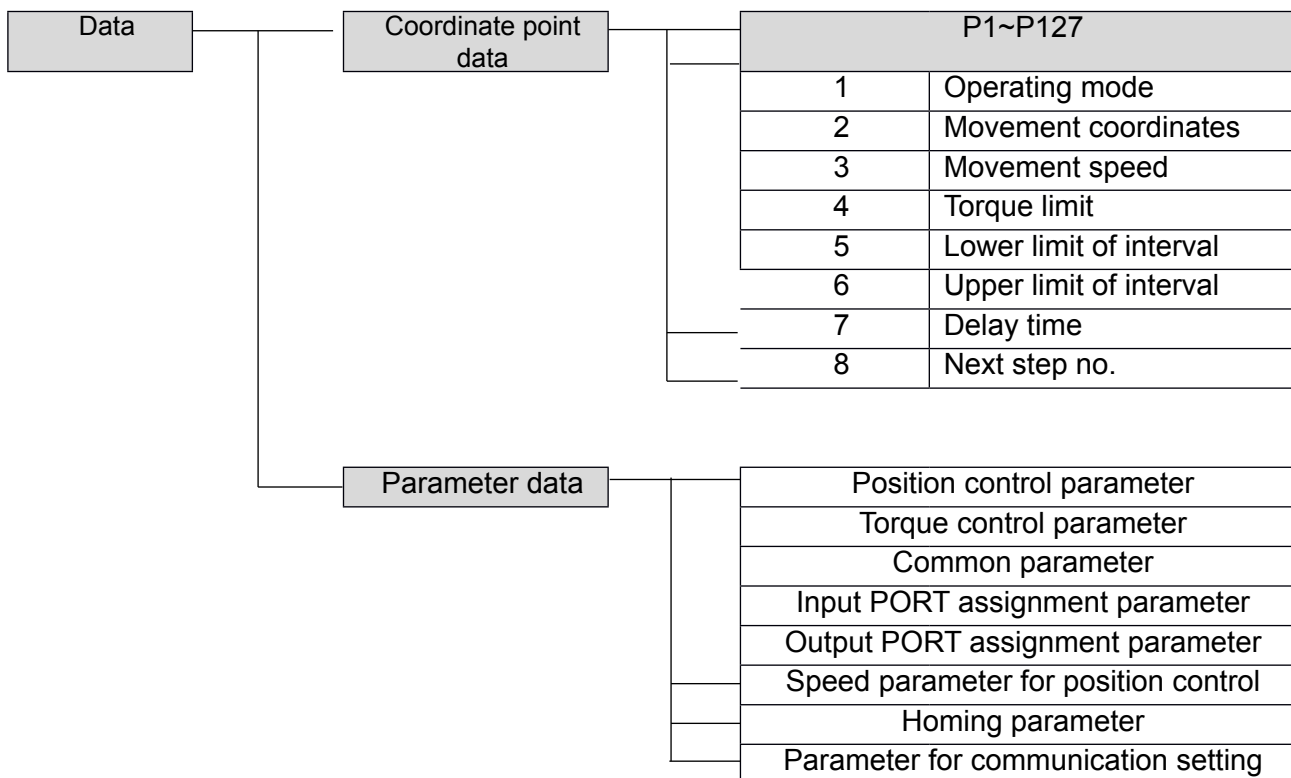 Data
Coordinate point
data
P1~P127
1 Operating mode
2 Movement coordinates
3 Movement speed
4 Torque limit
5 Lower limit of interval
6 Upper limit of interval
7 Delay time
8 Next step no.
Parameter data
Position control parameter
Torque control parameter
Common parameter
Input PORT assignment parameter
Output PORT assignment parameter
Speed parameter for position control
Homing parameter
Parameter for communication setting